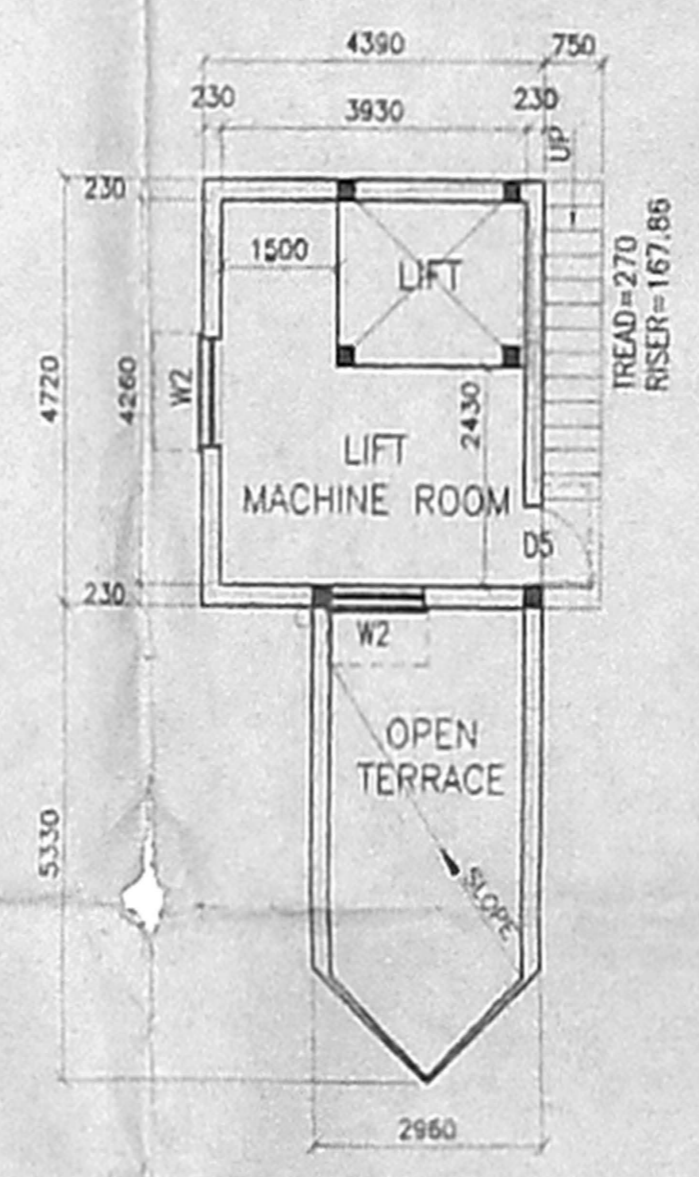 4390
750
230
3930
230
UP
230
1500
LIFT
TREAD=270
RISER=167.86
4720
4260
W2
2430
LIFT
MACHINE ROOM
D5
230
W2
OPEN
TERRACE
5330
SLOPE
2960